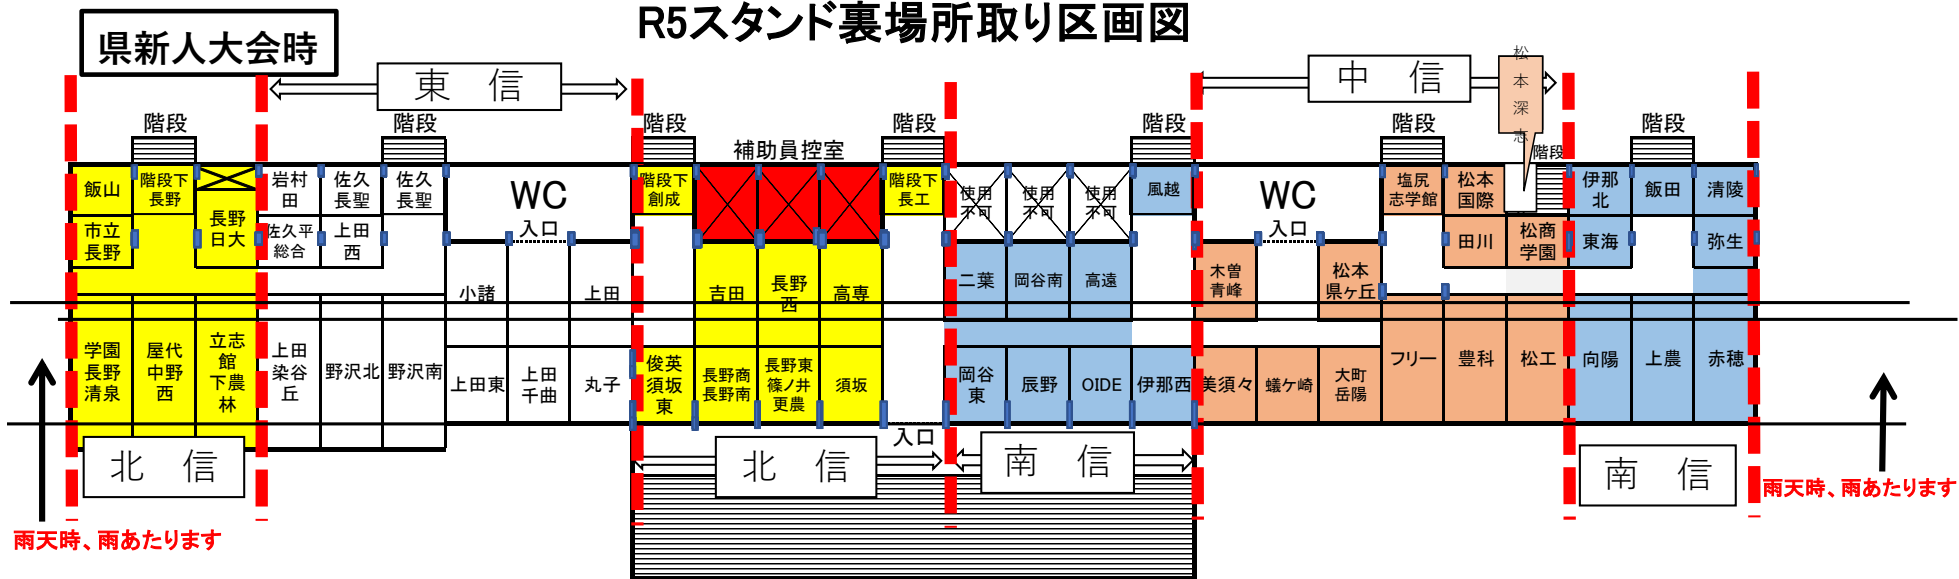 R5スタンド裏場所取り区画図
県新人大会時
東 信
中 信
松本深志
階段
階段
階段
階段
階段
階段
階段
階段
補助員控室
飯山
階段下
長野
岩村
田
佐久
長聖
佐久
長聖
WC
入口
階段下
創成
階段下
長工
使用
不可
使用
不可
使用
不可
風越
WC
入口
塩尻
志学館
松本
国際
伊那
北
飯田
清陵
市立
長野
長野
日大
佐久平
総合
上田
西
田川
松商
学園
東海
弥生
小諸
上田
吉田
長野
西
高専
二葉
岡谷南
高遠
木曽
青峰
松本
県ヶ丘
学園
長野
清泉
屋代
中野
西
立志
館
下農
林
上田
染谷
丘
野沢北
野沢南
上田東
上田
千曲
丸子
俊英
須坂
東
長野商
長野南
長野東
篠ノ井
更農
須坂
岡谷
東
辰野
OIDE
伊那西
美須々
蟻ケ崎
大町
岳陽
フリー
豊科
松工
向陽
上農
赤穂
入口
北 信
北 信
南 信
南 信
雨天時、雨あたります
雨天時、雨あたります